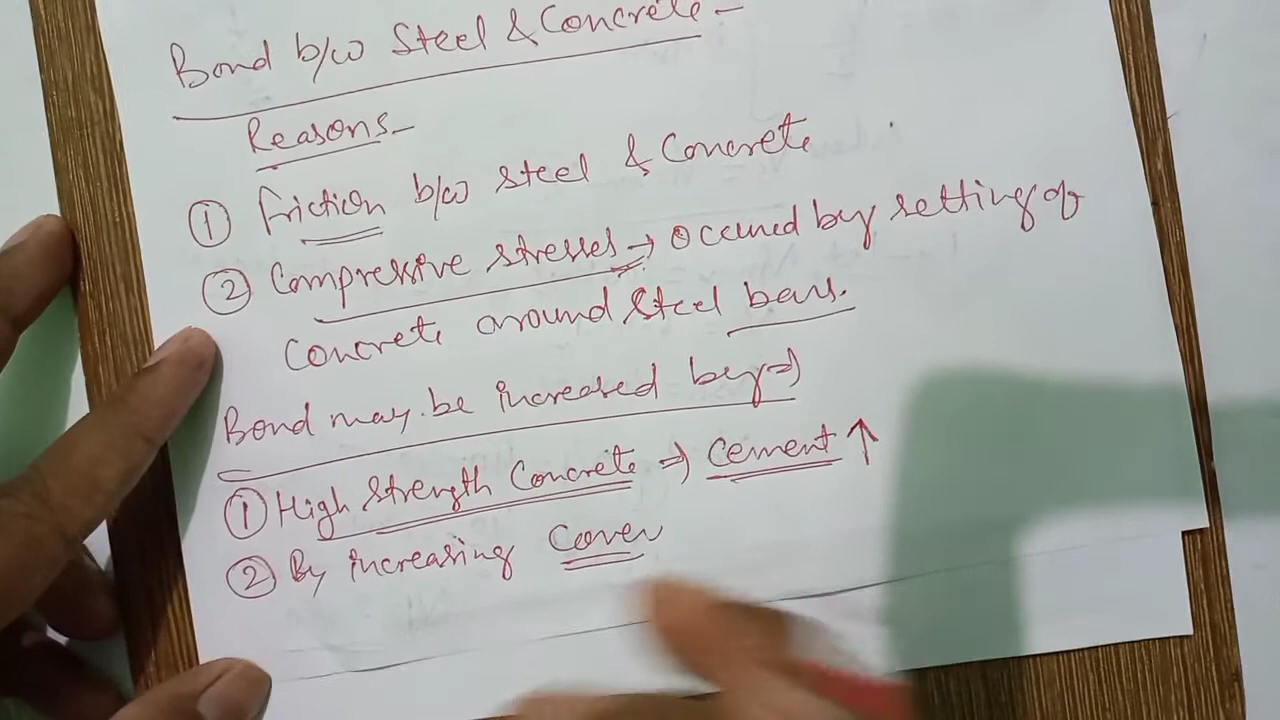 Bond b/w Steel & Concrete -
Reasons -
① Friction b/w steel & Concrete
② Compressive stresses → Occured by setting of
Concrete around steel bars.
Bond may be increased by ⇒
① High Strength Concrete ⇒ Cement ↑
② By increasing Cover